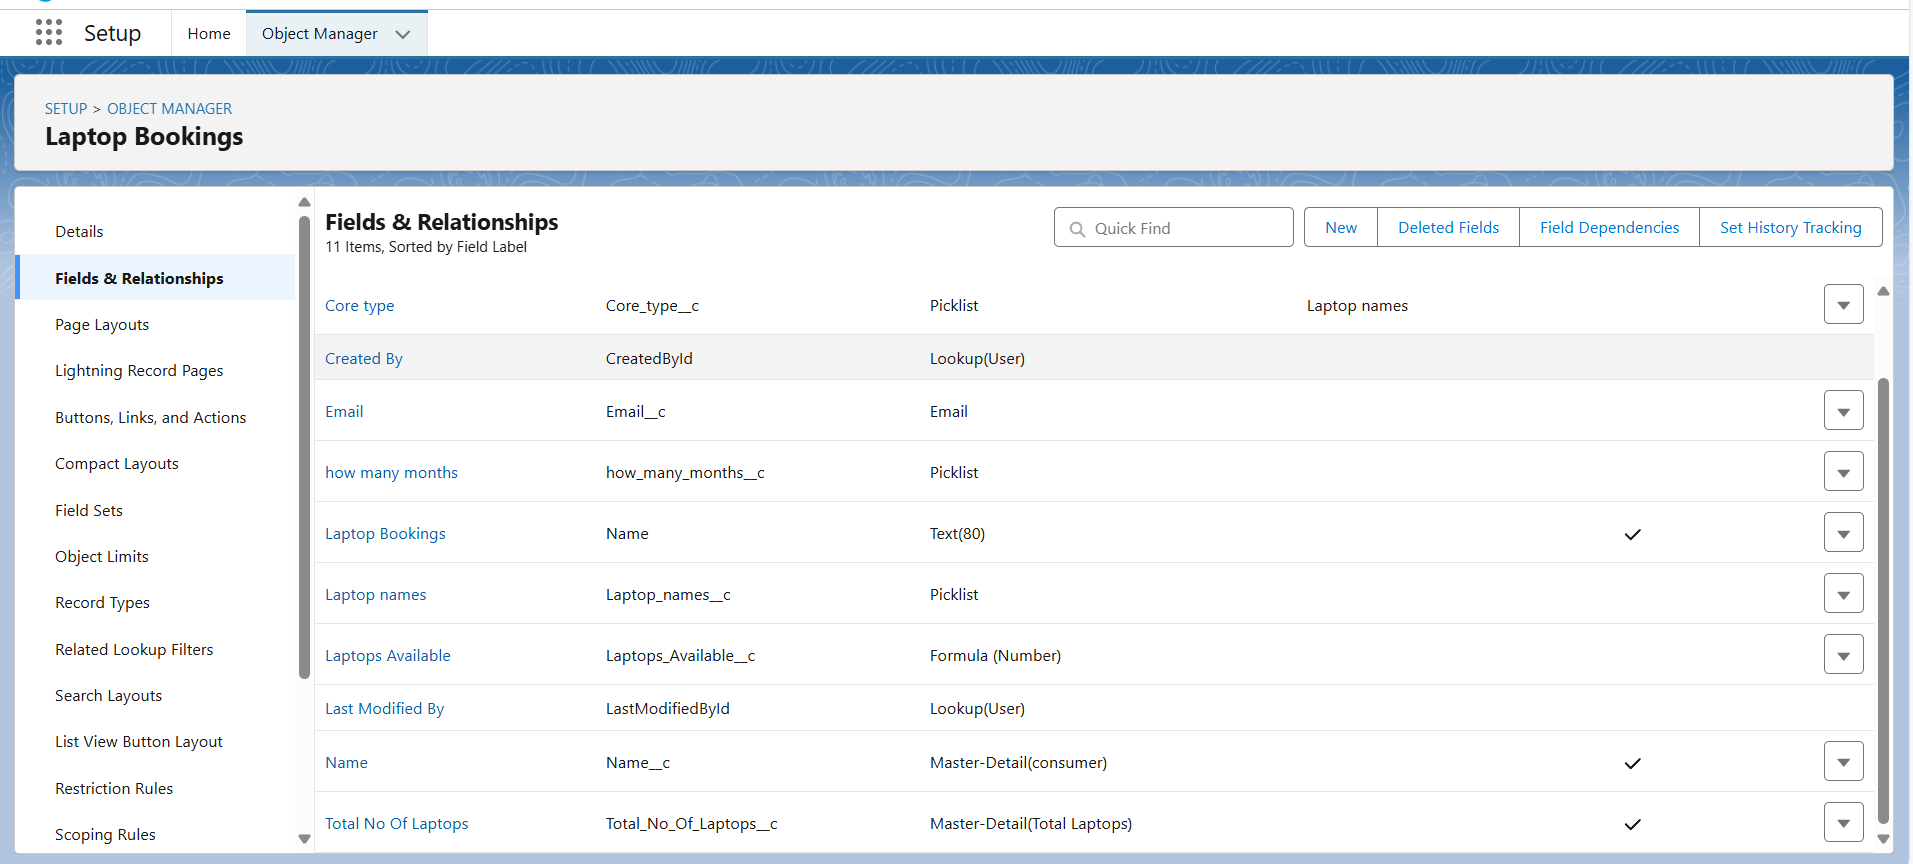 Setup
Home
Object Manager
SETUP > OBJECT MANAGER
Laptop Bookings
Details
Fields & Relationships
Page Layouts
Lightning Record Pages
Buttons, Links, and Actions
Compact Layouts
Field Sets
Object Limits
Record Types
Related Lookup Filters
Search Layouts
List View Button Layout
Restriction Rules
Scoping Rules
Fields & Relationships
11 Items, Sorted by Field Label
Quick Find
New
Deleted Fields
Field Dependencies
Set History Tracking
Core type Core_type__c Picklist Laptop names
Created By CreatedById Lookup(User)
Email Email__c Email
how many months how_many_months__c Picklist
Laptop Bookings Name Text(80)
Laptop names Laptop_names__c Picklist
Laptops Available Laptops_Available__c Formula (Number)
Last Modified By LastModifiedById Lookup(User)
Name Name__c Master-Detail(consumer)
Total No Of Laptops Total_No_Of_Laptops__c Master-Detail(Total Laptops)